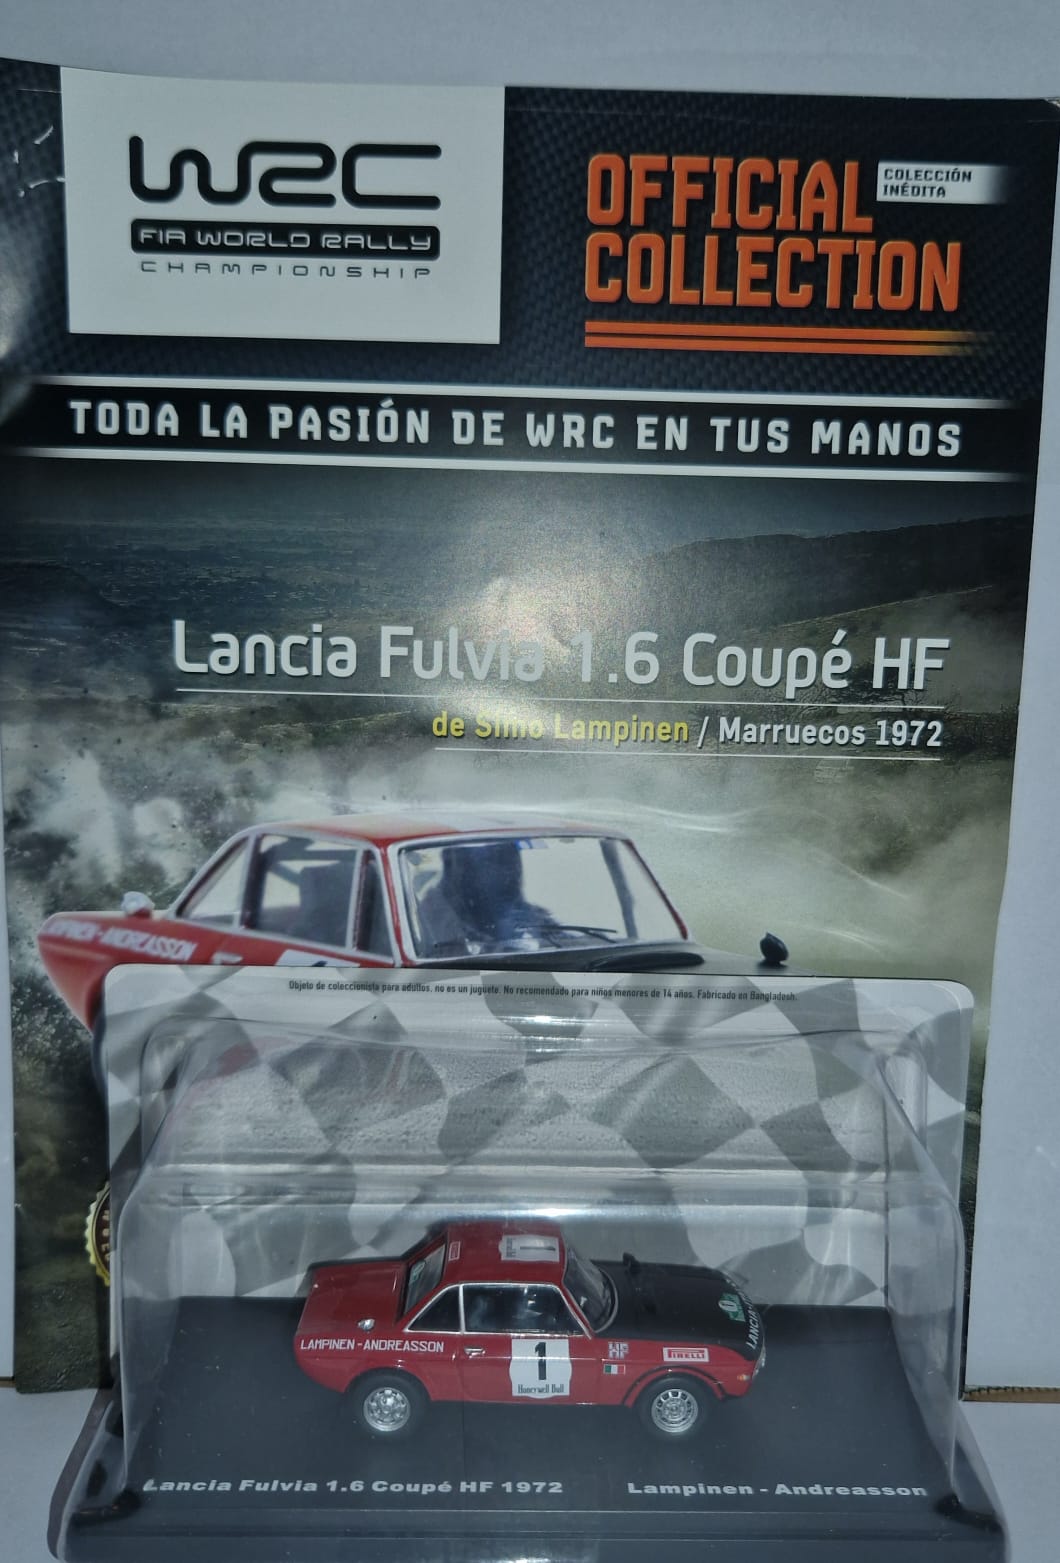 WRC
FIA WORLD RALLY
CHAMPIONSHIP
OFFICIAL
COLLECTION
COLECCIÓN
INÉDITA
TODA LA PASIÓN DE WRC EN TUS MANOS
Lancia Fulvia 1.6 Coupé HF
de Simo Lampinen / Marruecos 1972
ANDREASSON
Objeto de coleccionista para adultos, no es un juguete. No recomendado para niños menores de 14 años. Fabricado en Bangladesh.
1
LANCIA
LAMPINEN - ANDREASSON
1
Honeywell Bull
HF
PIRELLI
Lancia Fulvia 1.6 Coupé HF 1972
Lampinen - Andreasson